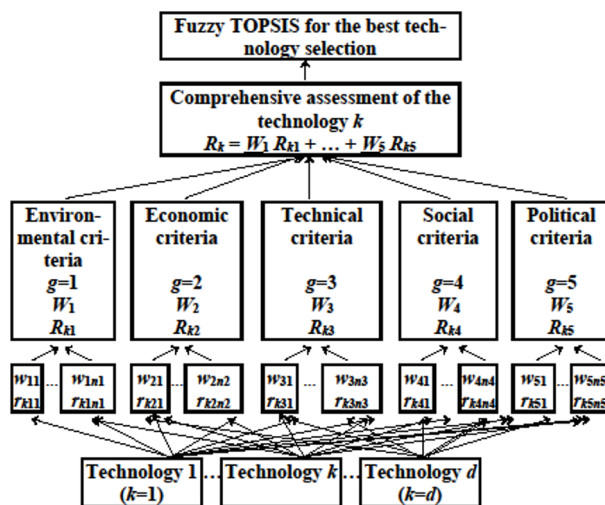 Fuzzy TOPSIS for the best tech-
nology selection
Comprehensive assessment of the
technology k
Rk = W1 Rk1 + … + W5 Rk5
Environ-
mental cri-
teria
g=1
W1
Rk1
Economic
criteria
g=2
W2
Rk2
Technical
criteria
g=3
W3
Rk3
Social
criteria
g=4
W4
Rk4
Political
criteria
g=5
W5
Rk5
w11 … w1n1 w21 … w2n2 w31 … w3n3 w41 … w4n4 w51 … w5n5
rk11 rk1n1 rk21 rk2n2 rk31 rk3n3 rk41 rk4n4 rk51 rk5n5
Technology 1 … Technology k … Technology d
(k=1) (k=d)